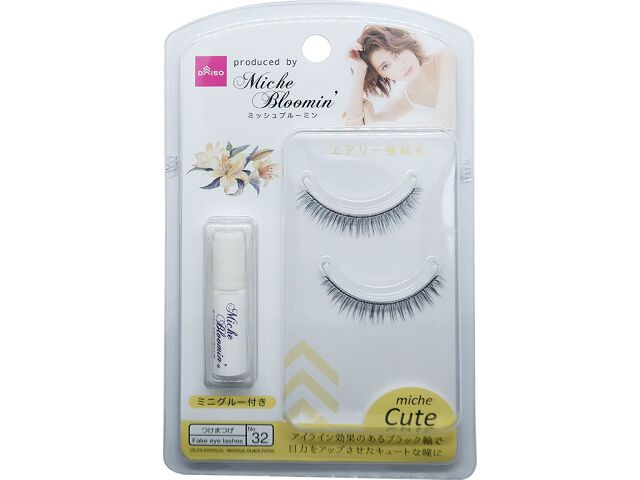 DAISO
produced by
Miche
Bloomin'
ミッシュブルーミン
エアリー極細毛
Miche
Bloomin'
ミニグルー付き
つけまつげ
Fake eye lashes
No.
32
miche
Cute
アイライン効果のあるブラック軸で
目力をアップさせたキュートな瞳に